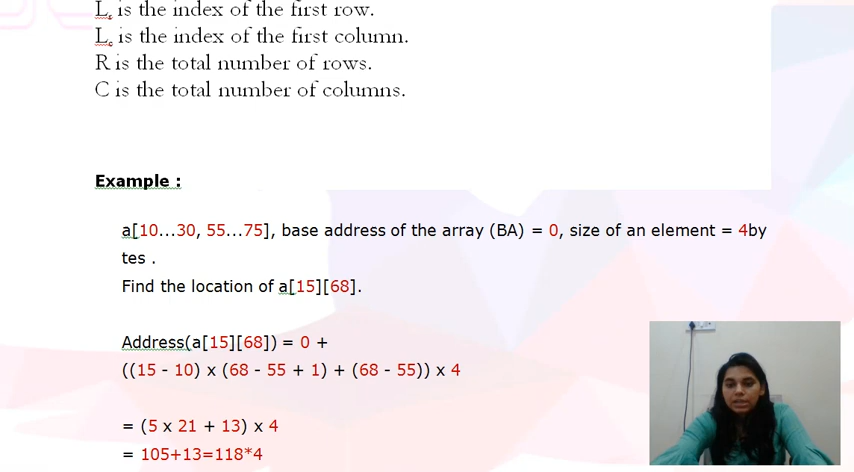 Lr is the index of the first row.
Lc is the index of the first column.
R is the total number of rows.
C is the total number of columns.
Example :
a[10...30, 55...75], base address of the array (BA) = 0, size of an element = 4by
tes .
Find the location of a[15][68].
Address(a[15][68]) = 0 +
((15 - 10) x (68 - 55 + 1) + (68 - 55)) x 4
= (5 x 21 + 13) x 4
= 105+13=118*4